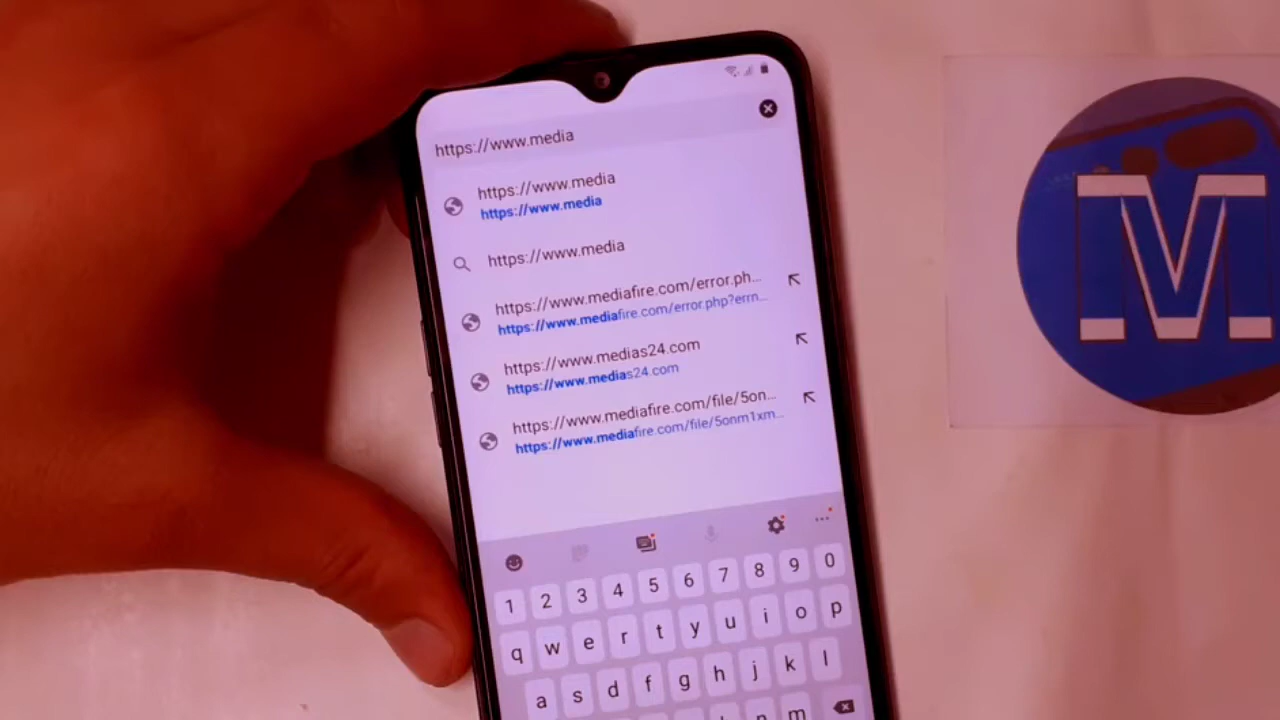 https://www.media
https://www.media
https://www.media
https://www.media
https://www.mediafire.com/error.ph...
https://www.mediafire.com/error.php?errn...
https://www.medias24.com
https://www.medias24.com
https://www.mediafire.com/file/5on...
https://www.mediafire.com/file/5onm1xm...
1 2 3 4 5 6 7 8 9 0
q w e r t y u i o p
a s d f g h j k l
n m
M